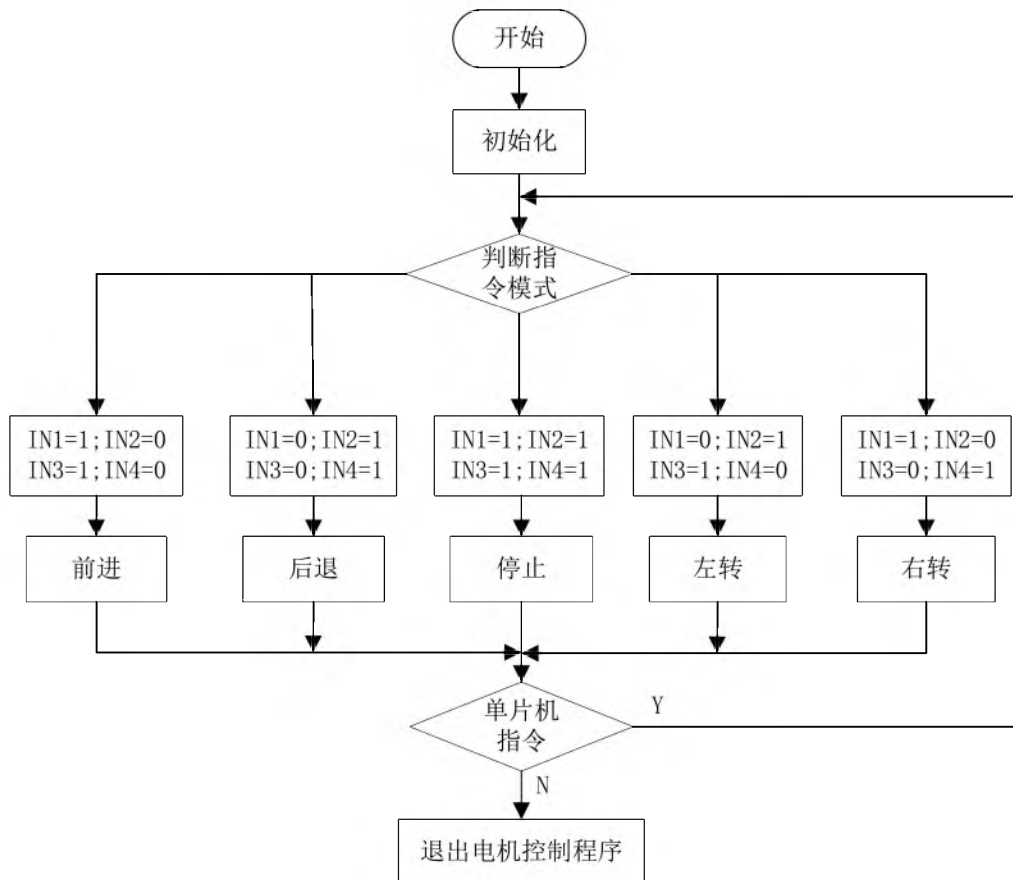 开始
初始化
判断指
令模式
IN1=1;IN2=0
IN3=1;IN4=0
IN1=0;IN2=1
IN3=0;IN4=1
IN1=1;IN2=1
IN3=1;IN4=1
IN1=0;IN2=1
IN3=1;IN4=0
IN1=1;IN2=0
IN3=0;IN4=1
前进
后退
停止
左转
右转
单片机
指令
Y
N
退出电机控制程序